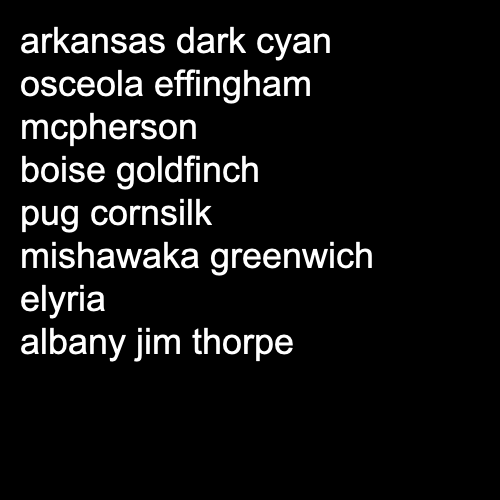 arkansas dark cyan
osceola effingham
mcpherson
boise goldfinch
pug cornsilk
mishawaka greenwich
elyria
albany jim thorpe